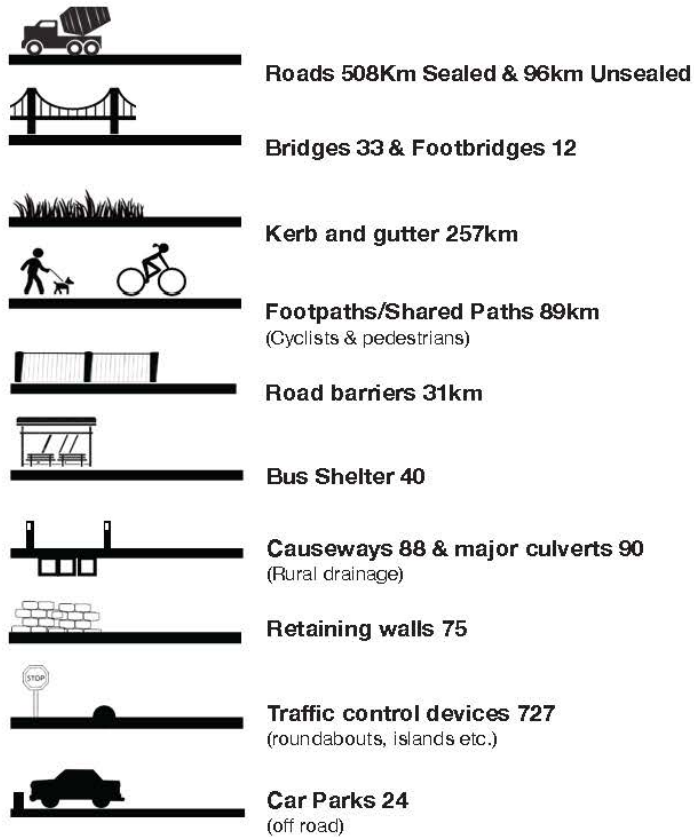 Roads 508Km Sealed & 96km Unsealed
Bridges 33 & Footbridges 12
Kerb and gutter 257km
Footpaths/Shared Paths 89km
(Cyclists & pedestrians)
Road barriers 31km
Bus Shelter 40
Causeways 88 & major culverts 90
(Rural drainage)
Retaining walls 75
STOP
Traffic control devices 727
(roundabouts, islands etc.)
Car Parks 24
(off road)